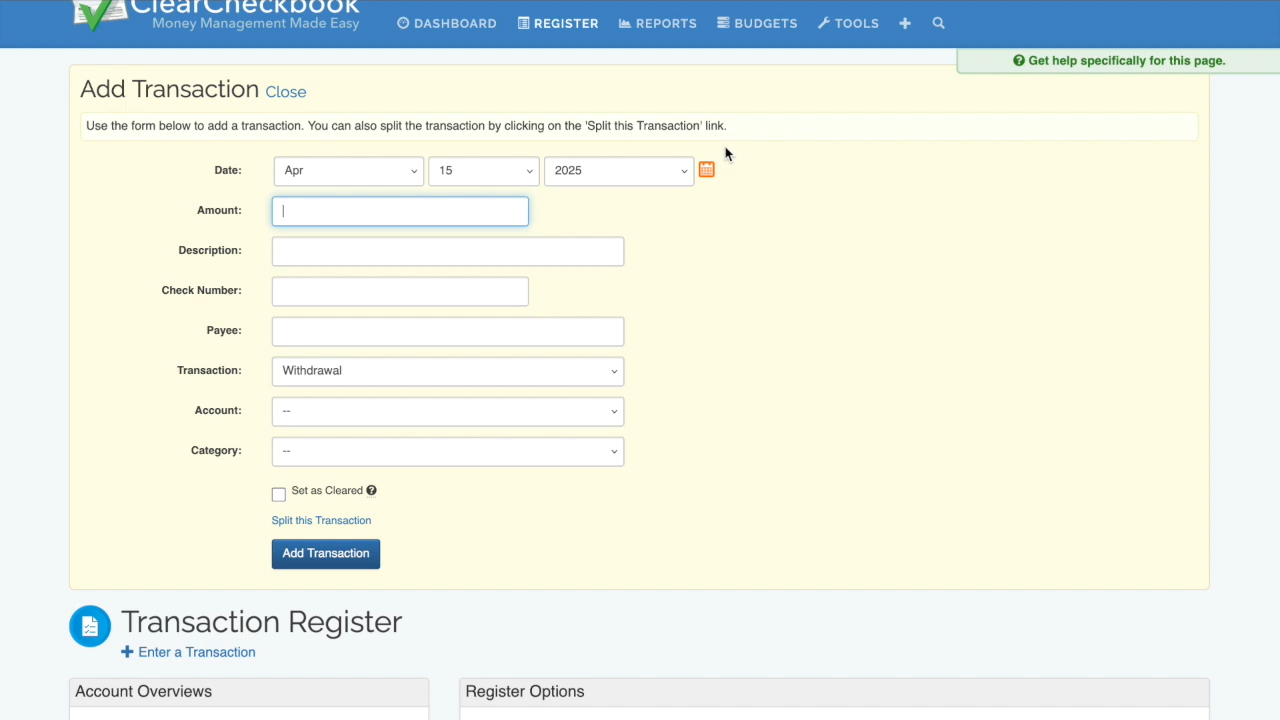 ClearCheckbook
Money Management Made Easy
DASHBOARD
REGISTER
REPORTS
BUDGETS
TOOLS
Get help specifically for this page.
Add Transaction Close
Use the form below to add a transaction. You can also split the transaction by clicking on the 'Split this Transaction' link.
Date: Apr 15 2025
Amount:
Description:
Check Number:
Payee:
Transaction: Withdrawal
Account: --
Category: --
Set as Cleared
Split this Transaction
Add Transaction
Transaction Register
Enter a Transaction
Account Overviews
Register Options